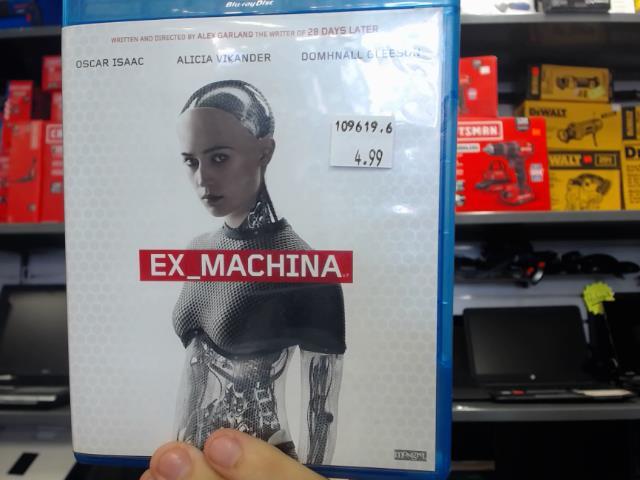 Blu-ray Disc
WRITTEN AND DIRECTED BY ALEX GARLAND THE WRITER OF 28 DAYS LATER
OSCAR ISAAC ALICIA VIKANDER DOMHNALL GLEESON
109619.6
4.99
EX_MACHINA
DEWALT
DEWALT